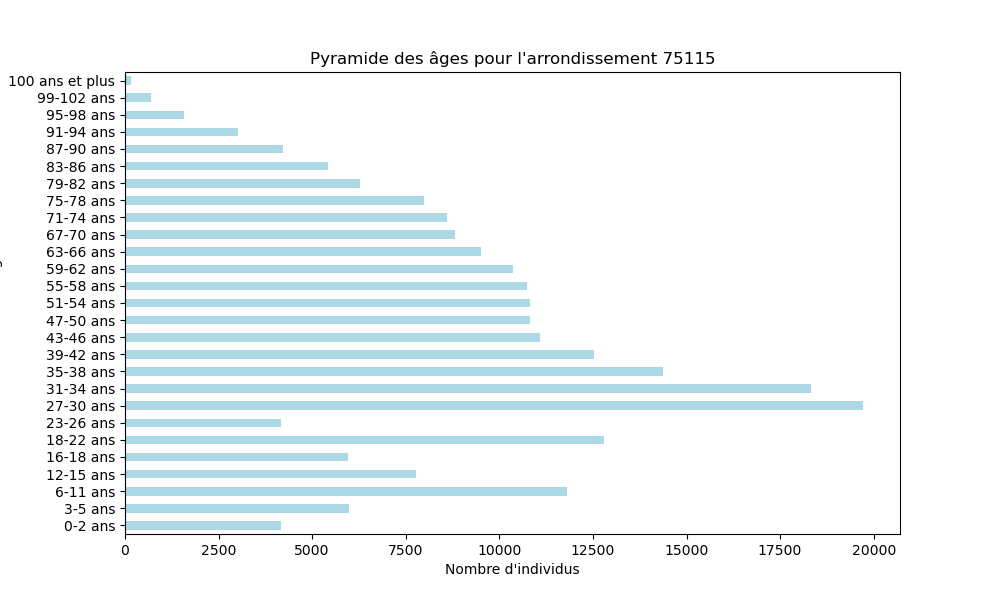 Pyramide des âges pour l'arrondissement 75115
100 ans et plus
99-102 ans
95-98 ans
91-94 ans
87-90 ans
83-86 ans
79-82 ans
75-78 ans
71-74 ans
67-70 ans
63-66 ans
59-62 ans
55-58 ans
51-54 ans
47-50 ans
43-46 ans
39-42 ans
35-38 ans
31-34 ans
27-30 ans
23-26 ans
18-22 ans
16-18 ans
12-15 ans
6-11 ans
3-5 ans
0-2 ans
0 2500 5000 7500 10000 12500 15000 17500 20000
Nombre d'individus